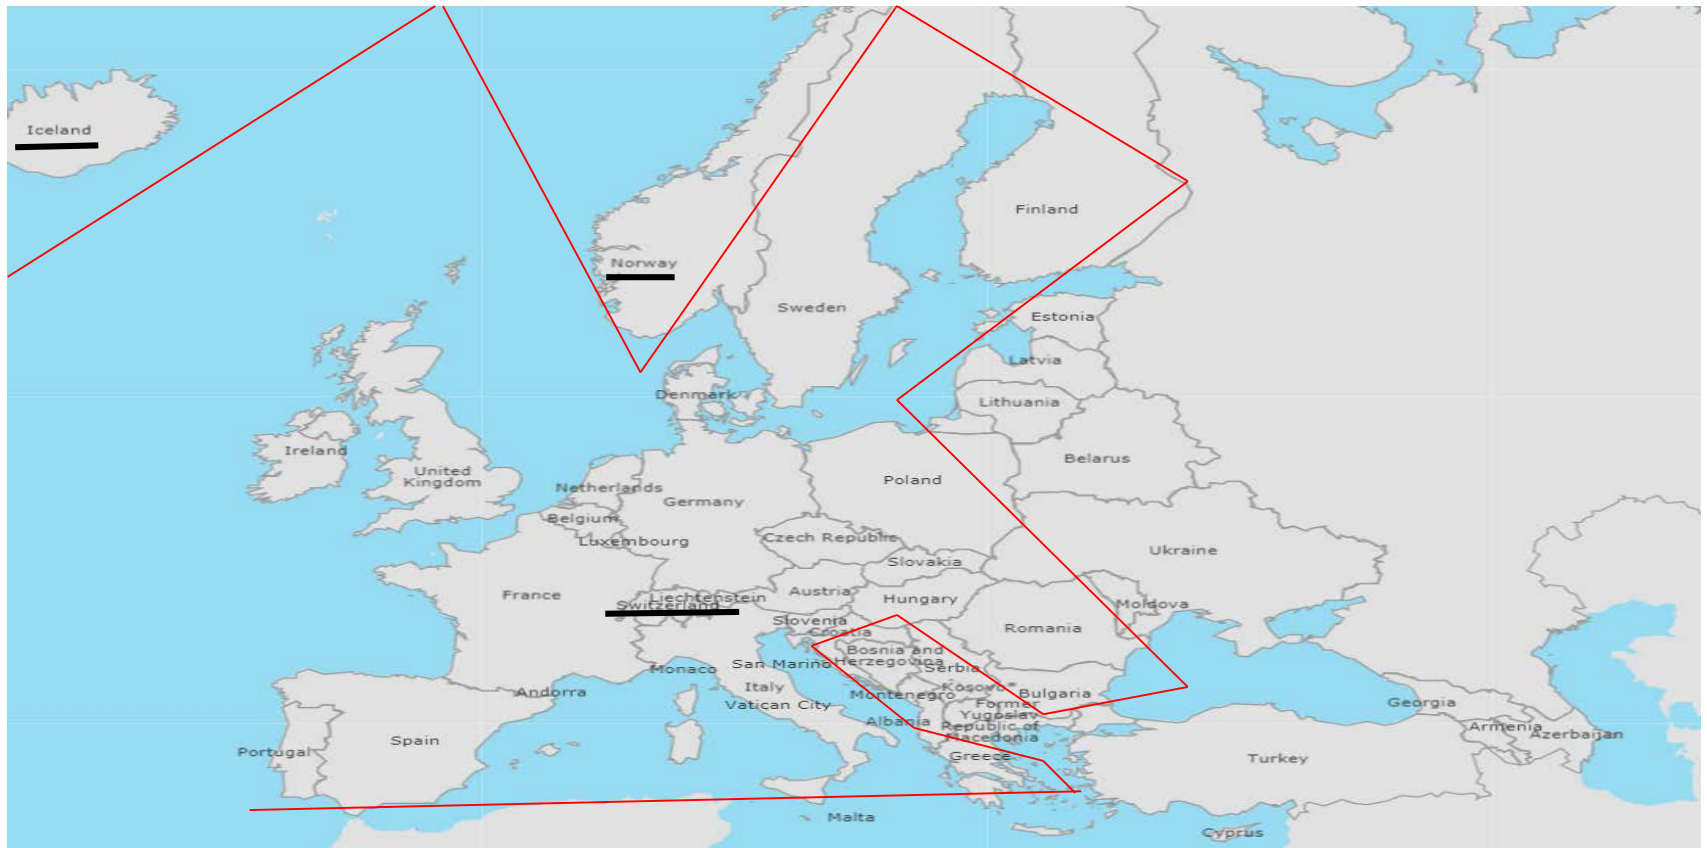 Iceland
Finland
Norway
Sweden
Estonia
Latvia
Denmark
Lithuania
Ireland
United
Kingdom
Belarus
Poland
Netherlands
Germany
Belgium
Luxembourg
Czech Republic
Ukraine
Slovakia
France
Liechtenstein
Switzerland
Austria
Hungary
Moldova
Slovenia
Croatia
Romania
Bosnia and
Herzegovina
Monaco
San Marino
Serbia
Andorra
Italy
Vatican City
Montenegro
Kosovo*
Bulgaria
Georgia
Former
Yugoslav
Republic of
Macedonia
Albania
Armenia
Azerbaijan
Portugal
Spain
Greece
Turkey
Malta
Cyprus